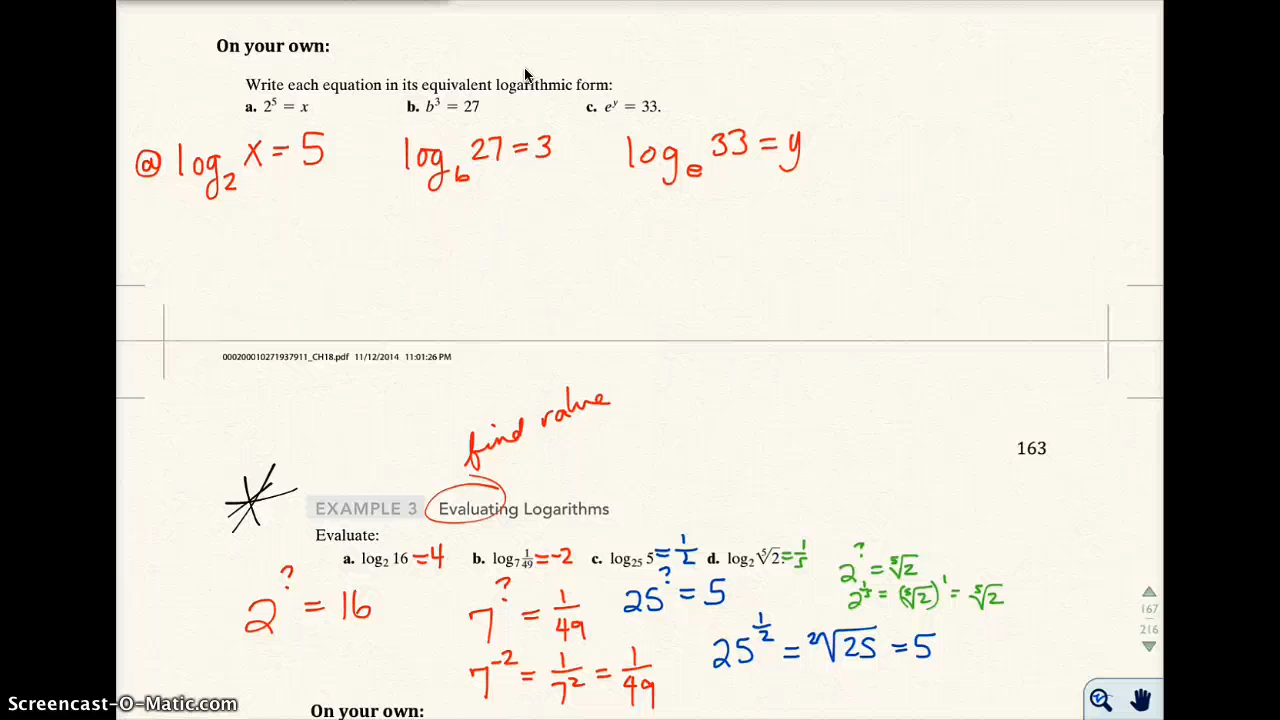 On your own:
Write each equation in its equivalent logarithmic form:
a. 2⁵ = x b. b³ = 27 c. eʸ = 33.
ⓐ log₂ x = 5 log_b 27 = 3 logₑ 33 = y
000200010271937911_CH18.pdf 11/12/2014 11:01:26 PM
find value
163
EXAMPLE 3 Evaluating Logarithms
Evaluate:
a. log₂ 16 = 4 b. log₇ 1/49 = -2 c. log₂₅ 5 = 1/2 d. log₂ ⁵√2. = 1/5
2^? = 16
7^? = 1/49
7⁻² = 1/7² = 1/49
25^? = 5
25^1/2 = ²√25 = 5
2^? = ⁵√2
2^1/5 = (⁵√2)¹ = ⁵√2
167
216
On your own:
Screencast-O-Matic.com